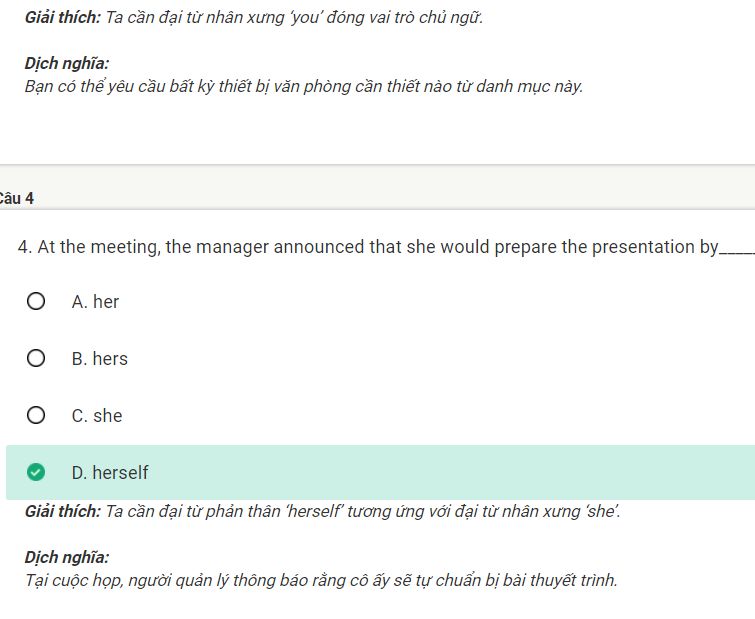 Giải thích: Ta cần đại từ nhân xưng ‘you’ đóng vai trò chủ ngữ.
Dịch nghĩa:
Bạn có thể yêu cầu bất kỳ thiết bị văn phòng cần thiết nào từ danh mục này.
Câu 4
4. At the meeting, the manager announced that she would prepare the presentation by____
A. her
B. hers
C. she
D. herself
Giải thích: Ta cần đại từ phản thân ‘herself’ tương ứng với đại từ nhân xưng ‘she’.
Dịch nghĩa:
Tại cuộc họp, người quản lý thông báo rằng cô ấy sẽ tự chuẩn bị bài thuyết trình.